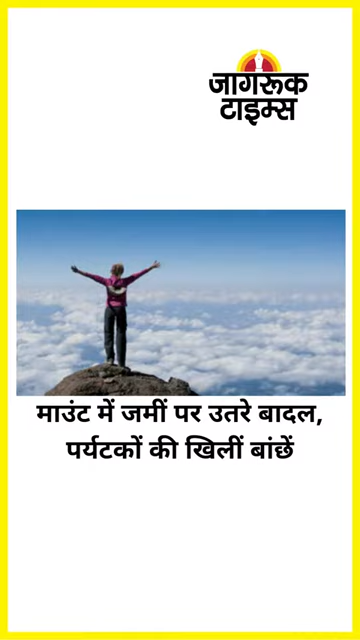 जागरूक
टाइम्स
माउंट में जमीं पर उतरे बादल,
पर्यटकों की खिलीं बांछें